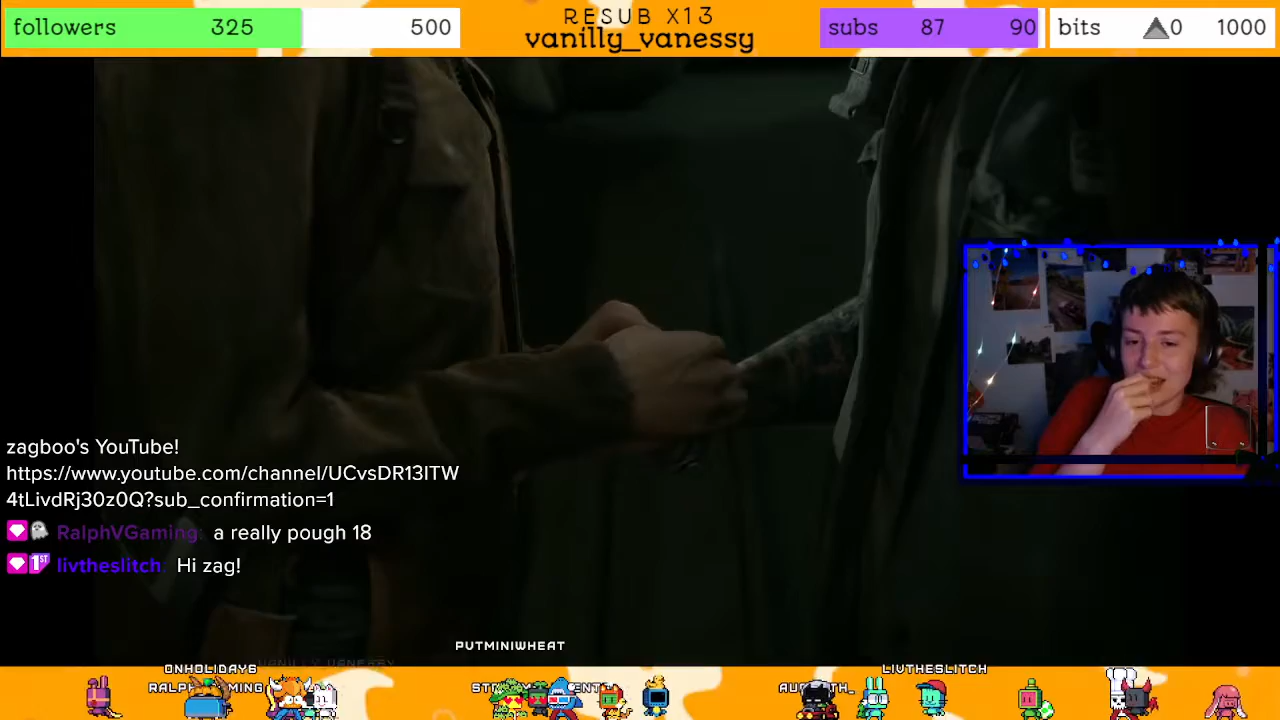 followers 325 500
RESUB X13
vanilly_vanessy
subs 87 90
bits 0 1000
zagboo's YouTube!
https://www.youtube.com/channel/UCvsDR13ITW
4tLivdRj30z0Q?sub_confirmation=1
RalphVGaming: a really pough 18
livtheslitch: Hi zag!
PUTMINIWHEAT
ONHOLIDAYS
VANILLY_VANESSY
LIVTHESLITCH